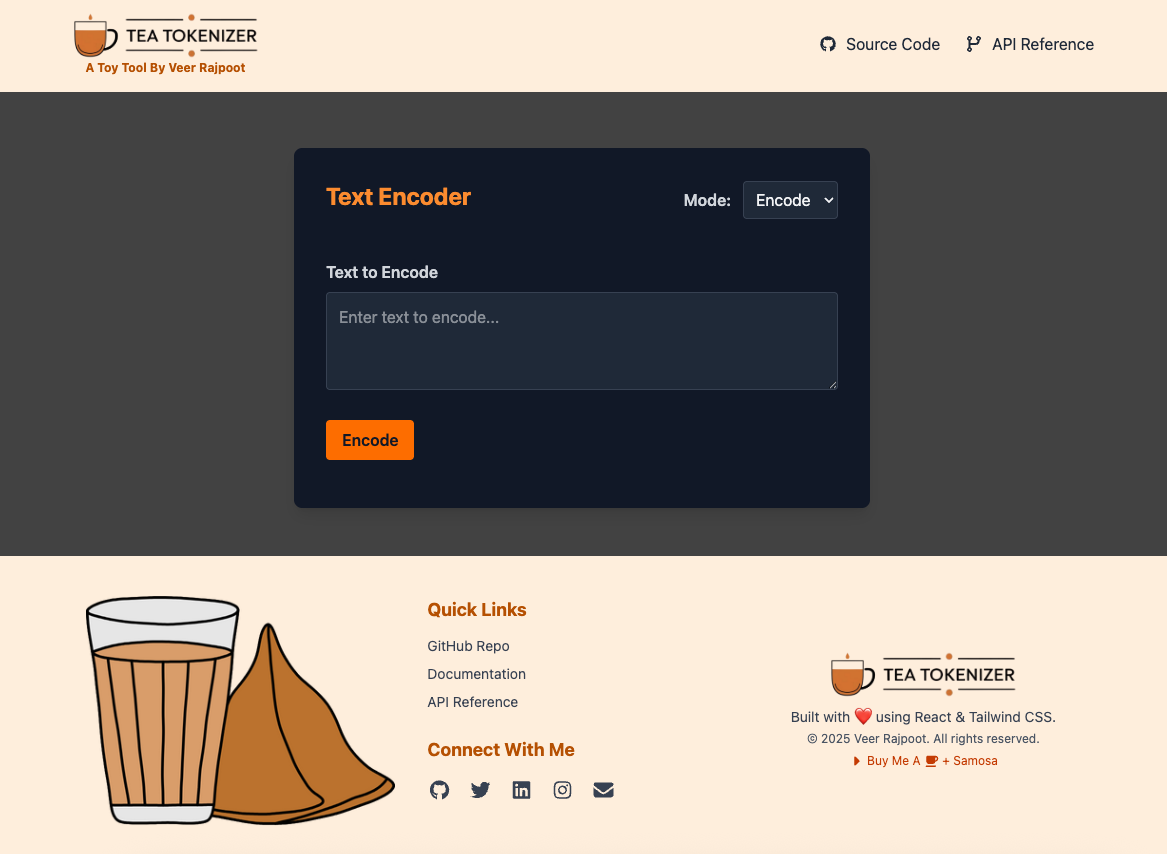 TEA TOKENIZER
A Toy Tool By Veer Rajpoot
Source Code
API Reference
Text Encoder
Mode: Encode
Text to Encode
Enter text to encode...
Encode
Quick Links
GitHub Repo
Documentation
API Reference
Connect With Me
TEA TOKENIZER
Built with ❤️ using React & Tailwind CSS.
© 2025 Veer Rajpoot. All rights reserved.
Buy Me A + Samosa